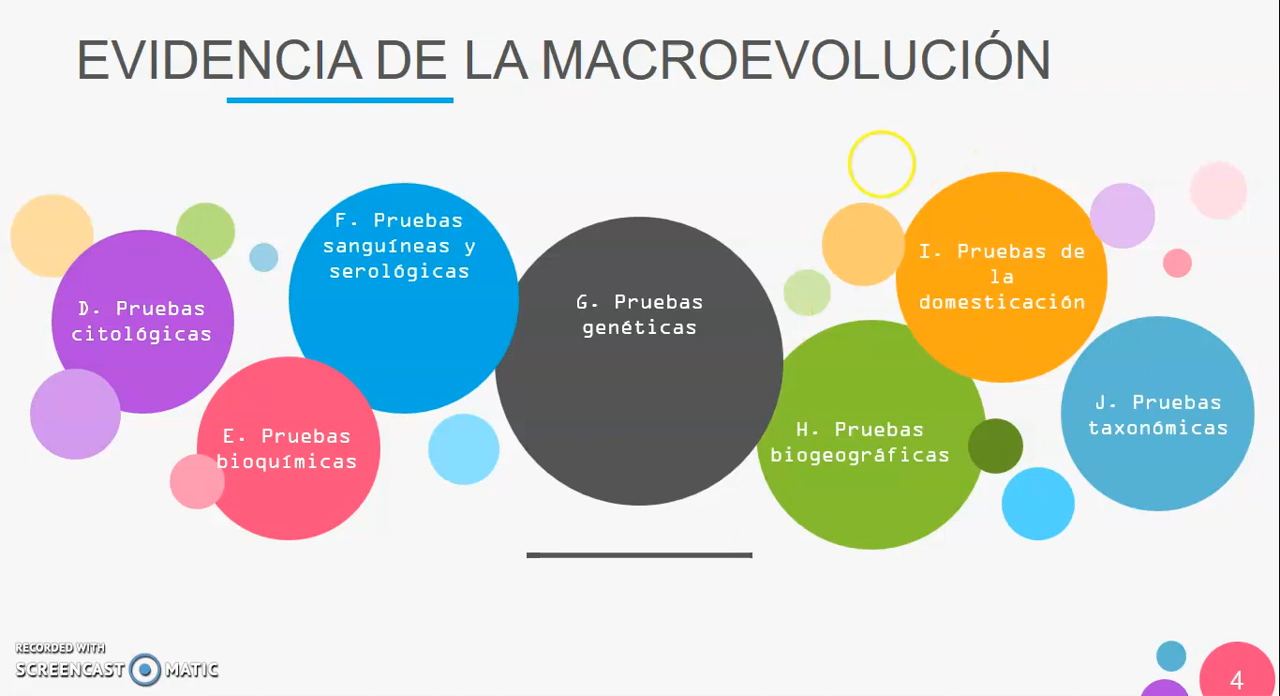 EVIDENCIA DE LA MACROEVOLUCIÓN
D. Pruebas
citológicas
E. Pruebas
bioquímicas
F. Pruebas
sanguíneas y
serológicas
G. Pruebas
genéticas
H. Pruebas
biogeográficas
I. Pruebas de
la
domesticación
J. Pruebas
taxonómicas
RECORDED WITH
SCREENCAST MATIC
4